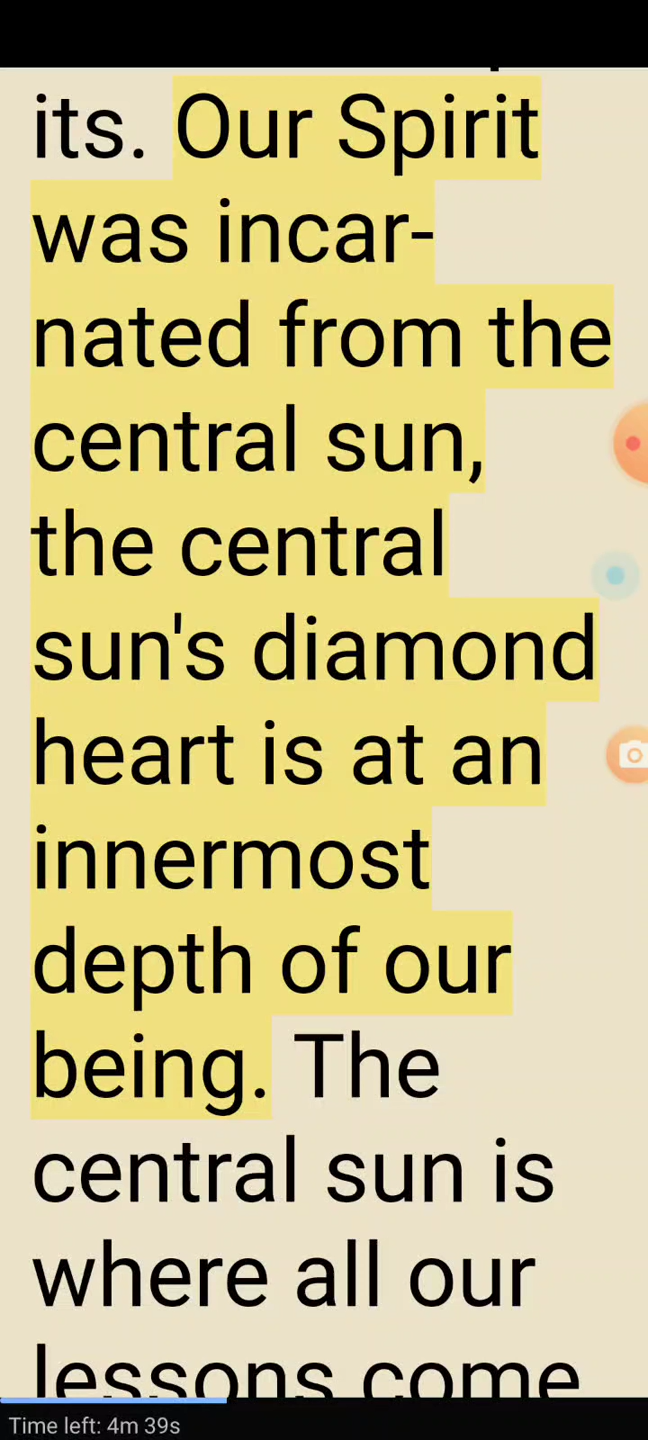 its. Our Spirit
was incar-
nated from the
central sun,
the central
sun's diamond
heart is at an
innermost
depth of our
being. The
central sun is
where all our
lessons come
Time left: 4m 39s